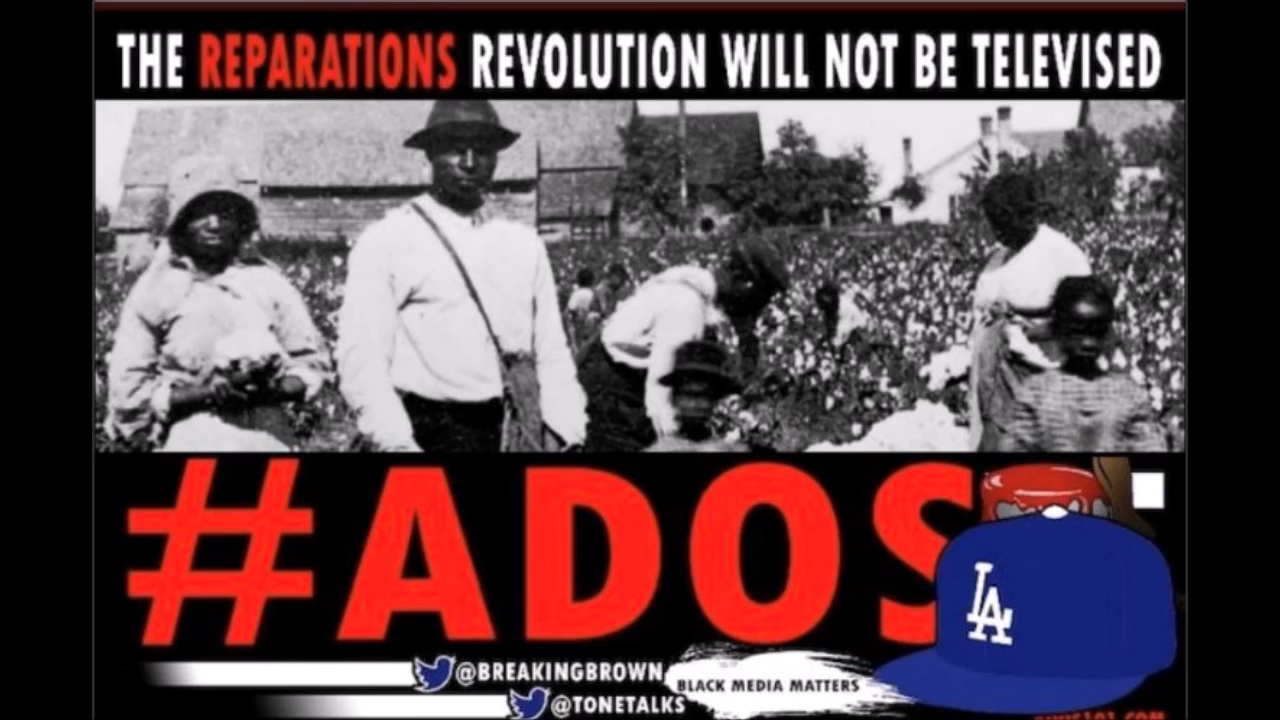 THE REPARATIONS REVOLUTION WILL NOT BE TELEVISED
#ADOS
LA
@BREAKINGBROWN
BLACK MEDIA MATTERS
@TONETALKS